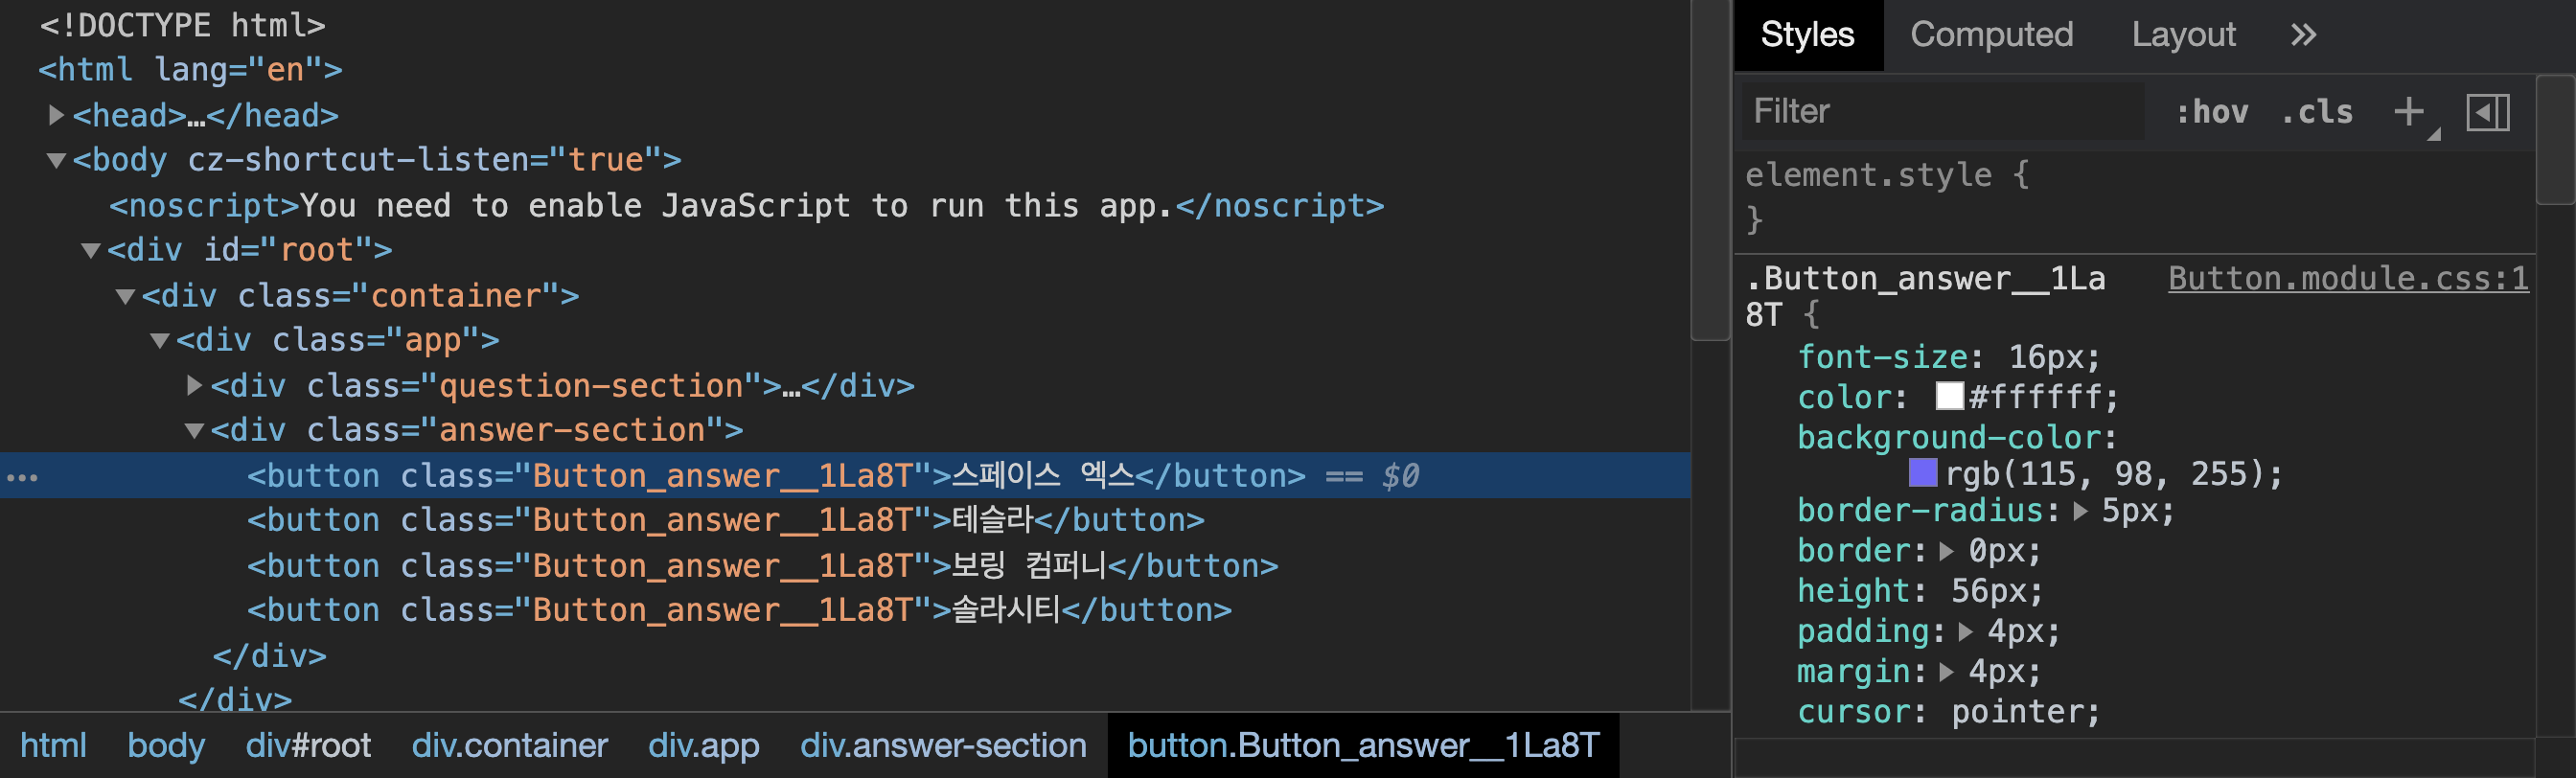 <!DOCTYPE html>
<html lang="en">
<head>…</head>
<body cz-shortcut-listen="true">
<noscript>You need to enable JavaScript to run this app.</noscript>
<div id="root">
<div class="container">
<div class="app">
<div class="question-section">…</div>
<div class="answer-section">
<button class="Button_answer__1La8T">스페이스 엑스</button> == $0
<button class="Button_answer__1La8T">테슬라</button>
<button class="Button_answer__1La8T">보링 컴퍼니</button>
<button class="Button_answer__1La8T">솔라시티</button>
</div>
</div>
html body div#root div.container div.app div.answer-section button.Button_answer__1La8T
Styles Computed Layout »
Filter :hov .cls +
element.style {
}
.Button_answer__1La Button.module.css:1
8T {
font-size: 16px;
color: #ffffff;
background-color:
rgb(115, 98, 255);
border-radius: 5px;
border: 0px;
height: 56px;
padding: 4px;
margin: 4px;
cursor: pointer;